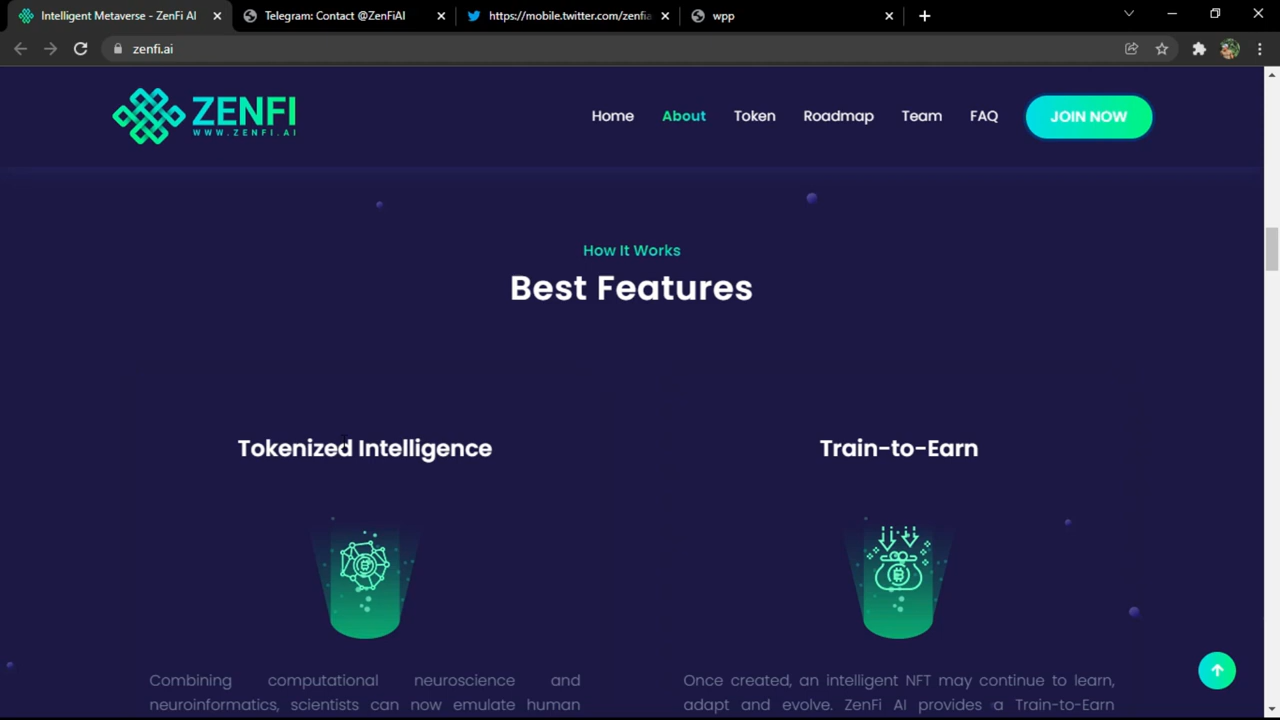 Intelligent Metaverse - ZenFi AI
Telegram: Contact @ZenFiAI
https://mobile.twitter.com/zenfia
wpp
zenfi.ai
ZENFI
WWW.ZENFI.AI
Home About Token Roadmap Team FAQ JOIN NOW
How It Works
Best Features
Tokenized Intelligence
Train-to-Earn
Combining computational neuroscience and
neuroinformatics, scientists can now emulate human
Once created, an intelligent NFT may continue to learn,
adapt and evolve. ZenFi AI provides a Train-to-Earn